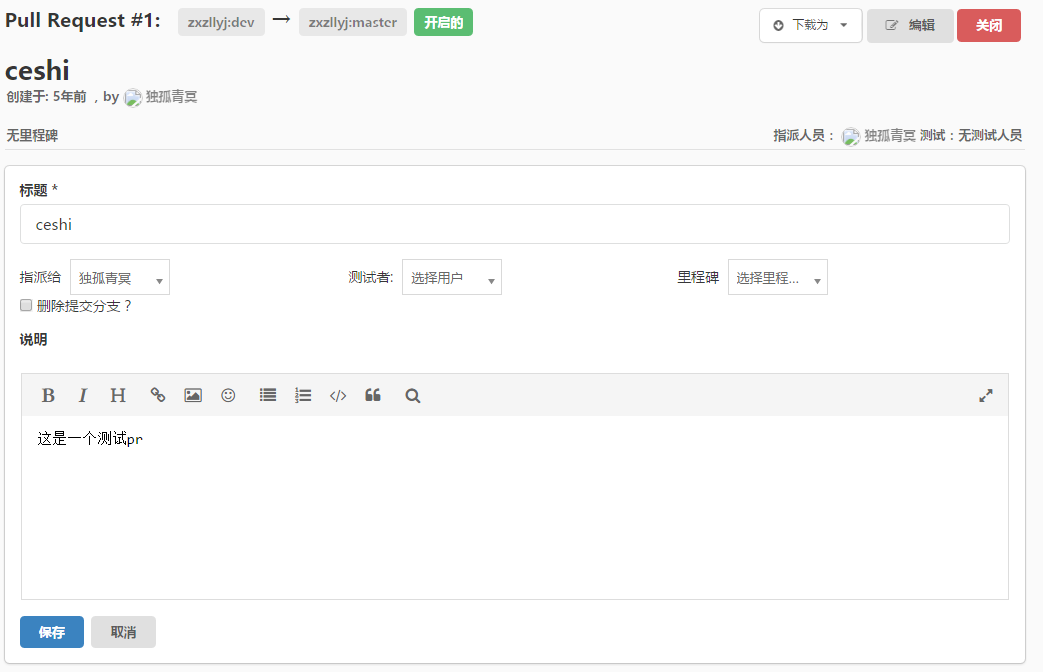 Pull Request #1: zxzllyj:dev → zxzllyj:master 开启的 下载为 编辑 关闭
ceshi
创建于: 5年前 , by 独孤青冥
无里程碑 指派人员： 独孤青冥 测试：无测试人员
标题 *
ceshi
指派给 独孤青冥 测试者: 选择用户 里程碑 选择里程...
删除提交分支？
说明
B I H
这是一个测试pr
保存 取消